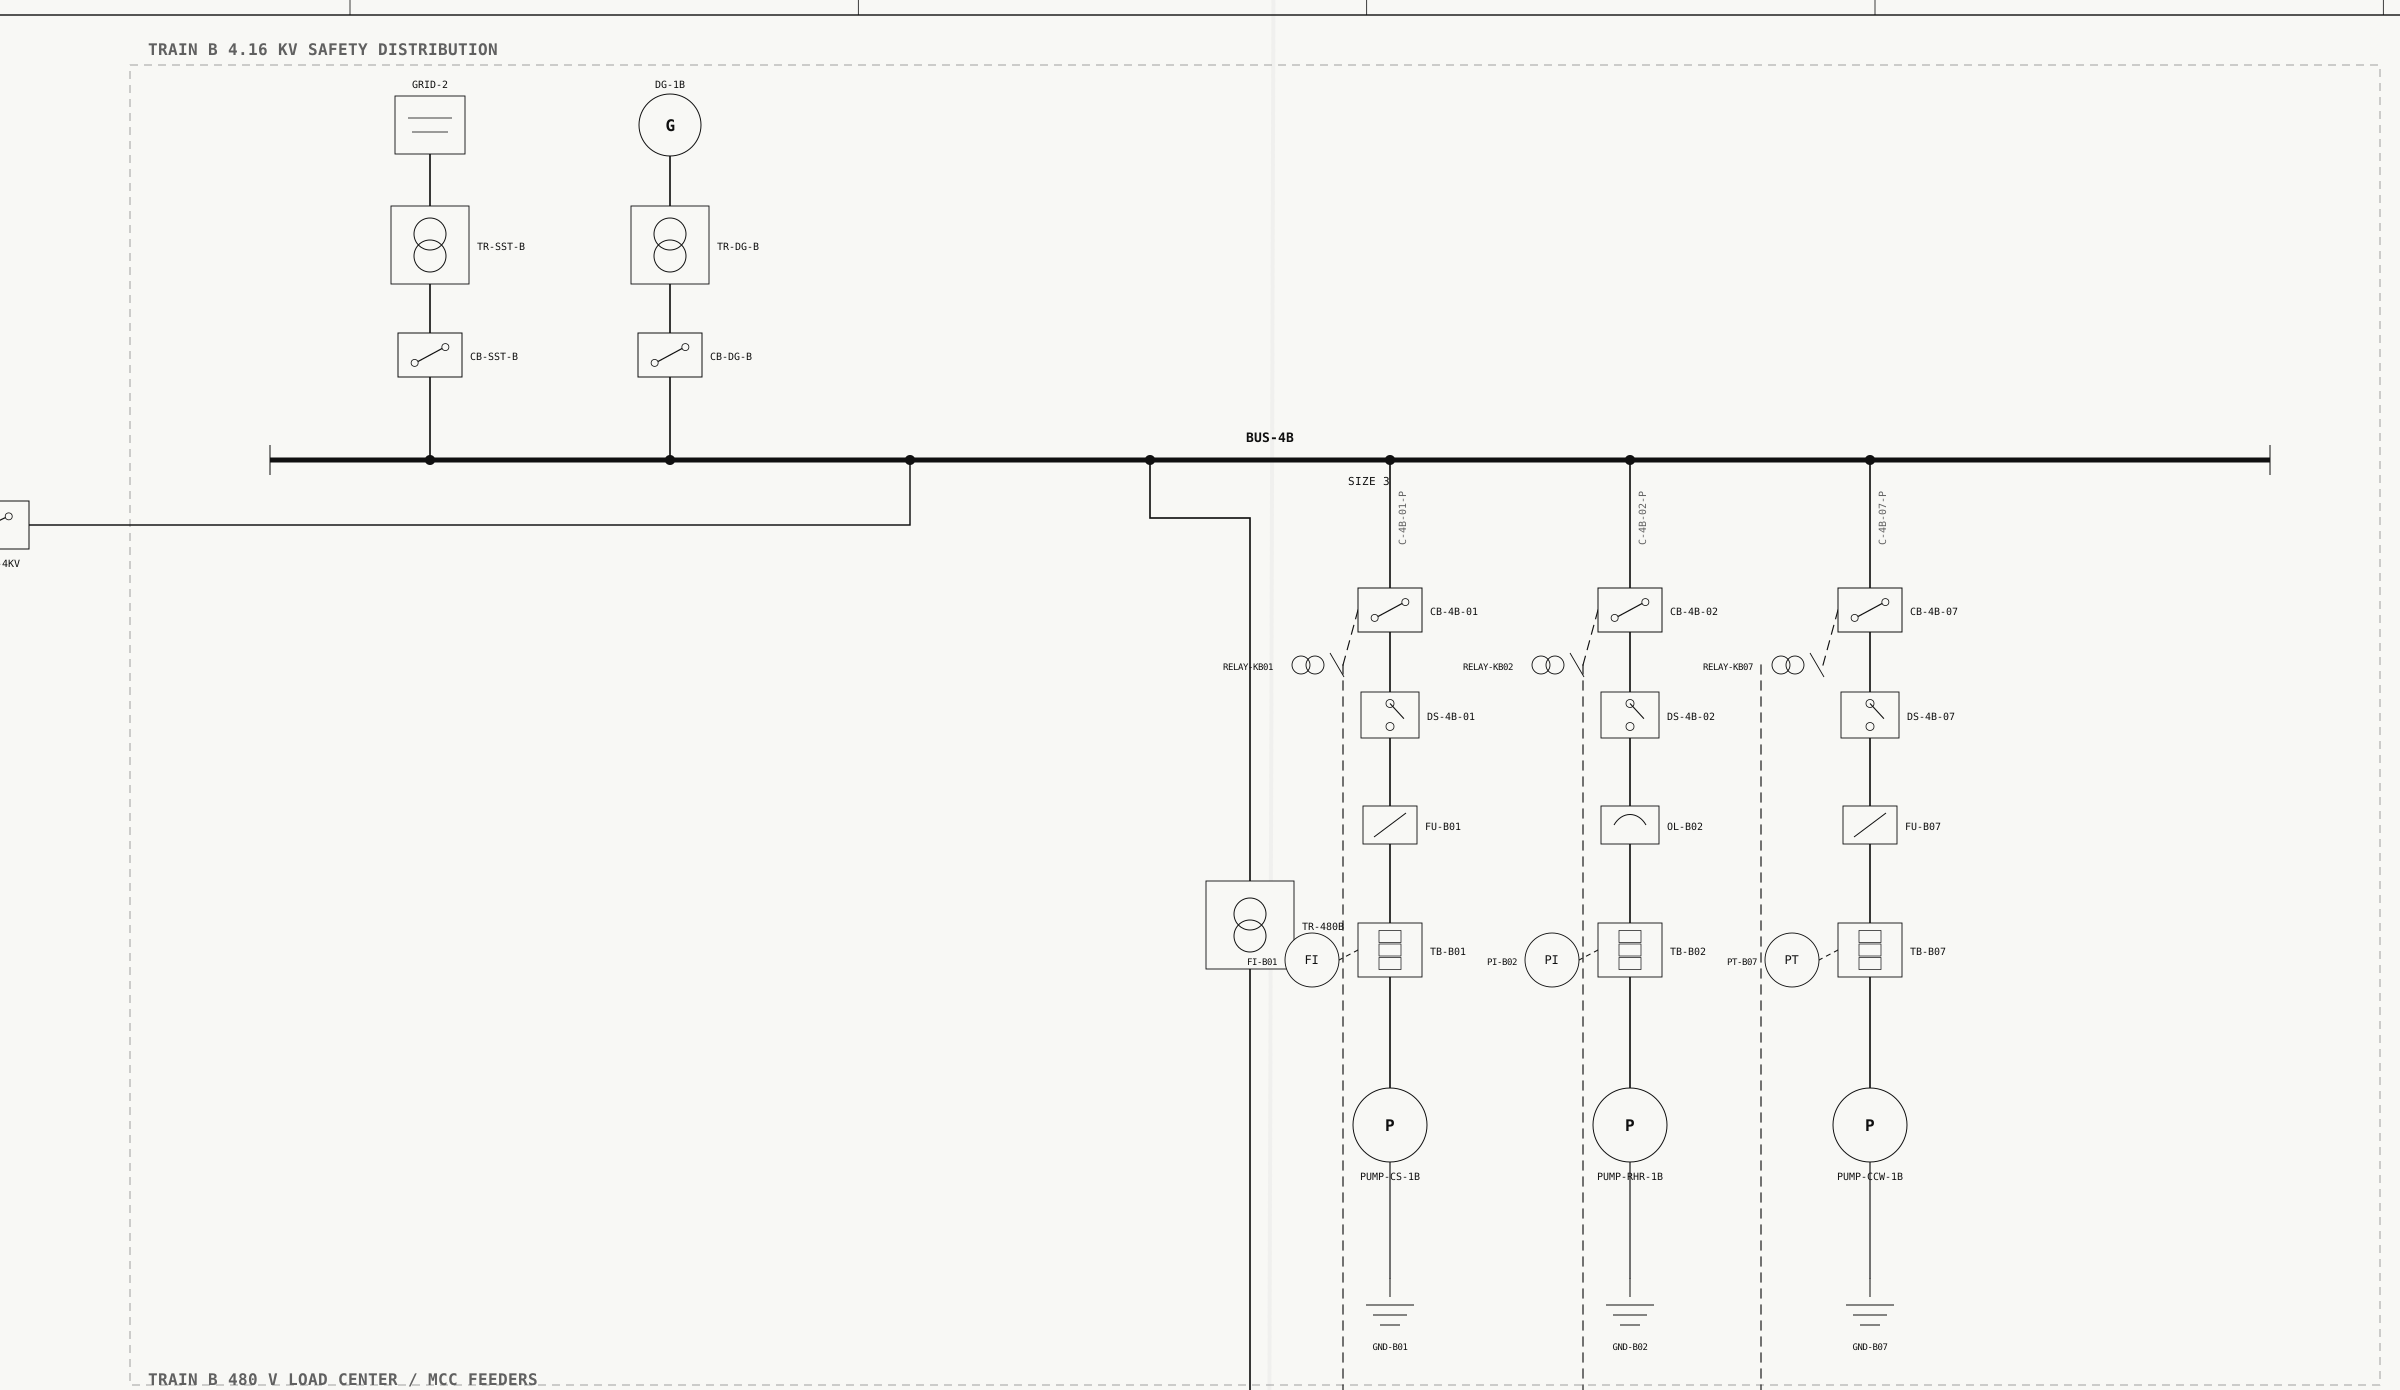 TRAIN B 4.16 KV SAFETY DISTRIBUTION
GRID-2
DG-1B
G
TR-SST-B
TR-DG-B
CB-SST-B
CB-DG-B
BUS-4B
SIZE 3
C-4B-01-P
C-4B-02-P
C-4B-07-P
-4KV
CB-4B-01
CB-4B-02
CB-4B-07
RELAY-KB01
RELAY-KB02
RELAY-KB07
DS-4B-01
DS-4B-02
DS-4B-07
FU-B01
OL-B02
FU-B07
TR-480B
FI-B01
FI
TB-B01
PI-B02
PI
TB-B02
PT-B07
PT
TB-B07
P
P
P
PUMP-CS-1B
PUMP-RHR-1B
PUMP-CCW-1B
GND-B01
GND-B02
GND-B07
TRAIN B 480 V LOAD CENTER / MCC FEEDERS